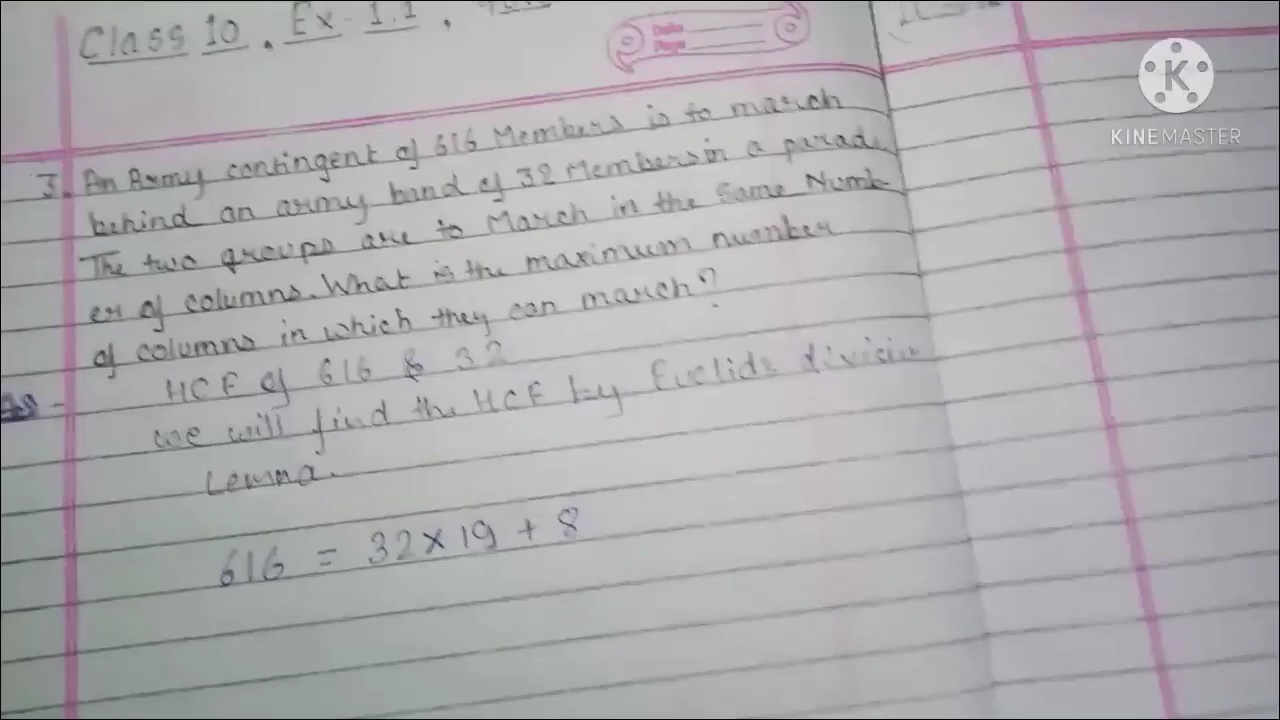 Class 10. Ex- 1.1,
Date
Page
3. An Army contingent of 616 Members is to march
behind an army band of 32 Members in a parade
The two groups are to March in the Same Numb-
er of columns. What is the maximum number
of columns in which they can march?
HCF of 616 & 32
we will find the HCF by Euclids division
Lemma.
616 = 32×19 + 8
KINEMASTER